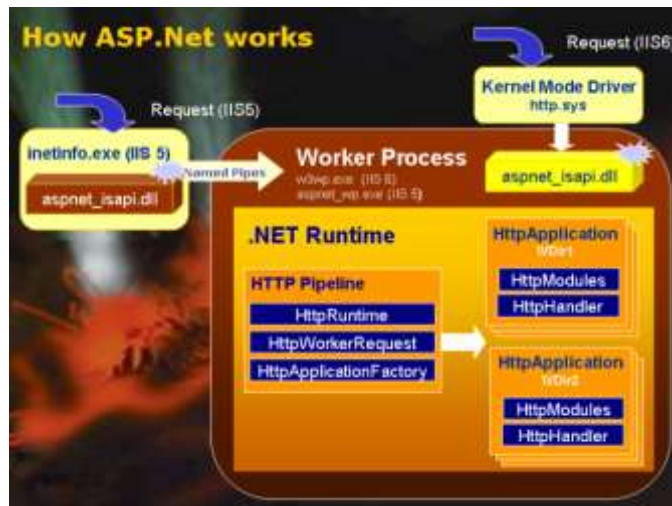 How ASP.Net works
Request (IIS6)
Kernel Mode Driver
http.sys
Request (IIS5)
inetinfo.exe (IIS 5)
aspnet_isapi.dll
Named Pipes
Worker Process
w3wp.exe (IIS 6)
aspnet_wp.exe (IIS 5)
aspnet_isapi.dll
.NET Runtime
HTTP Pipeline
HttpRuntime
HttpWorkerRequest
HttpApplicationFactory
HttpApplication
HttpModules
HttpHandler
HttpApplication
HttpModules
HttpHandler